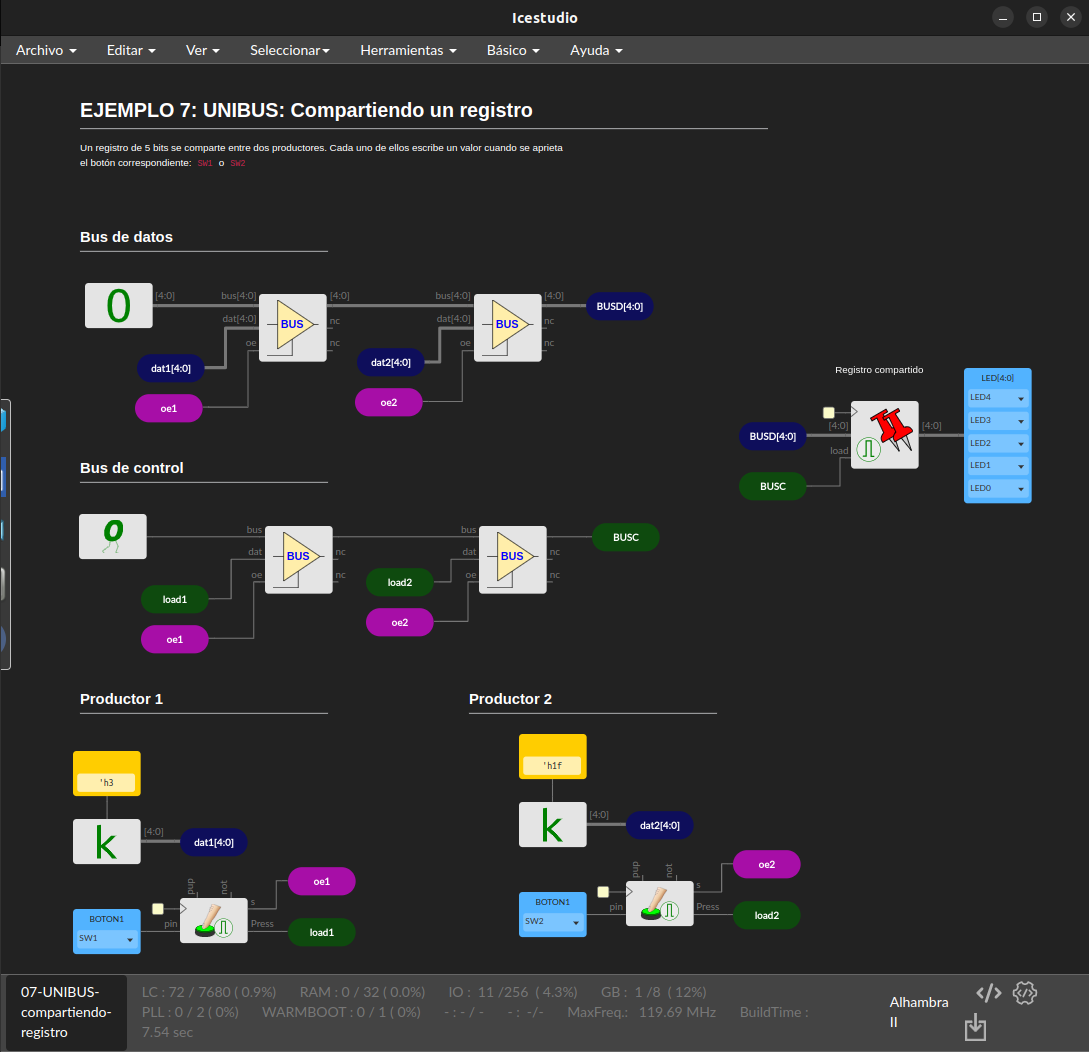 Icestudio
Archivo Editar Ver Seleccionar Herramientas Básico Ayuda
EJEMPLO 7: UNIBUS: Compartiendo un registro
Un registro de 5 bits se comparte entre dos productores. Cada uno de ellos escribe un valor cuando se aprieta
el botón correspondiente: SW1 o SW2
Bus de datos
0
[4:0]
bus[4:0]
dat[4:0]
oe
BUS
[4:0]
nc
nc
dat1[4:0]
oe1
bus[4:0]
dat[4:0]
oe
BUS
[4:0]
nc
nc
dat2[4:0]
oe2
BUSD[4:0]
Registro compartido
BUSD[4:0]
[4:0]
load
BUSC
[4:0]
LED[4:0]
LED4
LED3
LED2
LED1
LED0
Bus de control
0
bus
dat
oe
BUS
nc
nc
load1
oe1
bus
dat
oe
BUS
nc
nc
load2
oe2
BUSC
Productor 1
'h3
k
[4:0]
dat1[4:0]
pup
not
s
Press
pin
BOTON1
SW1
oe1
load1
Productor 2
'h1f
k
[4:0]
dat2[4:0]
pup
not
s
Press
pin
BOTON1
SW2
oe2
load2
07-UNIBUS-
compartiendo-
registro
LC : 72 / 7680 ( 0.9%) RAM : 0 / 32 ( 0.0%) IO : 11 /256 ( 4.3%) GB : 1 /8 ( 12%)
PLL : 0 / 2 ( 0%) WARMBOOT : 0 / 1 ( 0%) - : - / - - : -/- MaxFreq.: 119.69 MHz BuildTime :
7.54 sec
Alhambra
II